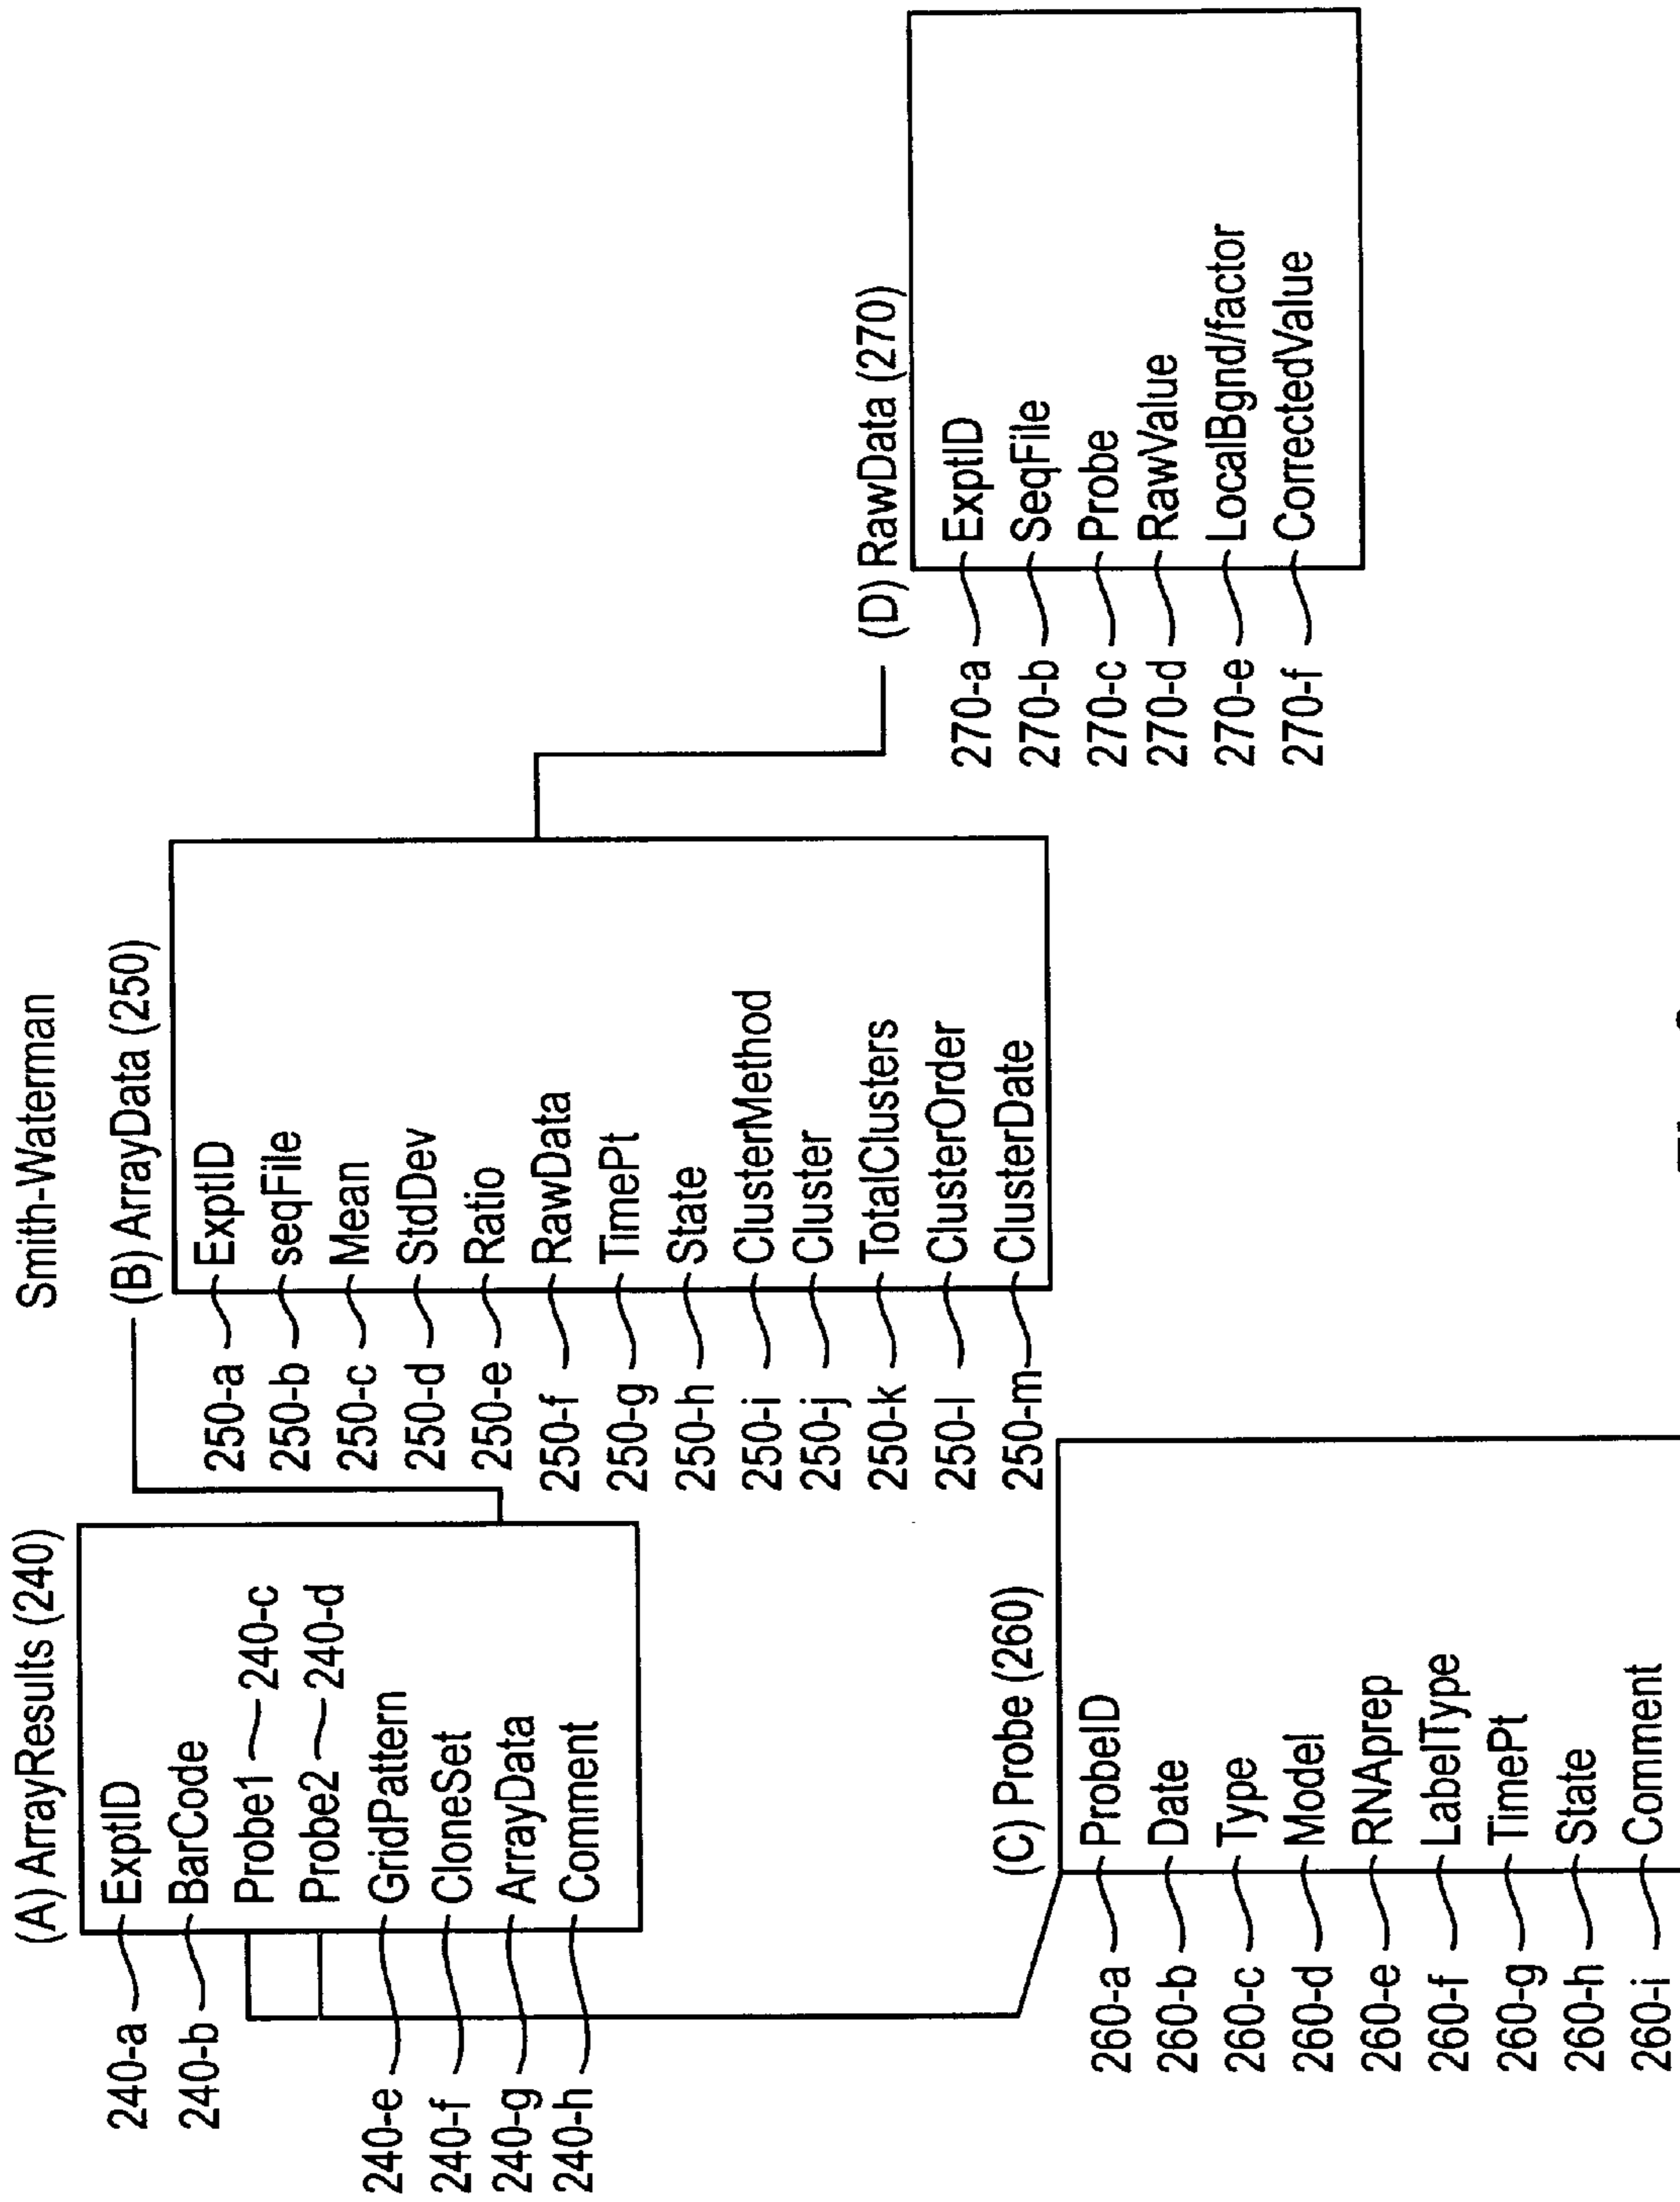 Smith-Waterman
(A) ArrayResults (240)
240-a ExptID
240-b BarCode
Probe1 240-c
Probe2 240-d
240-e GridPattern
240-f CloneSet
240-g ArrayData
240-h Comment
(B) ArrayData (250)
250-a ExptID
250-b seqFile
250-c Mean
250-d StdDev
250-e Ratio
250-f RawData
250-g TimePt
250-h State
250-i ClusterMethod
250-j Cluster
250-k TotalClusters
250-l ClusterOrder
250-m ClusterDate
(C) Probe (260)
260-a ProbeID
260-b Date
260-c Type
260-d Model
260-e RNAprep
260-f LabelType
260-g TimePt
260-h State
260-i Comment
(D) RawData (270)
270-a ExptID
270-b SeqFile
270-c Probe
270-d RawValue
270-e LocalBgnd/factor
270-f CorrectedValue